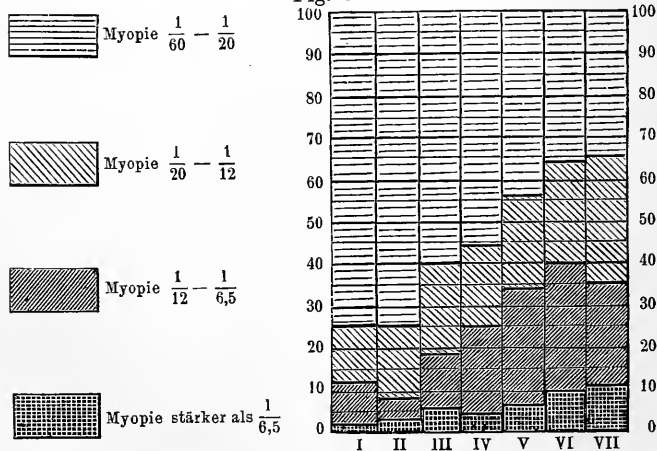 Fig.
Myopie 1/60 – 1/20
Myopie 1/20 – 1/12
Myopie 1/12 – 1/6,5
Myopie stärker als 1/6,5
100 100
90 90
80 80
70 70
60 60
50 50
40 40
30 30
20 20
10 10
0 0
I II III IV V VI VII